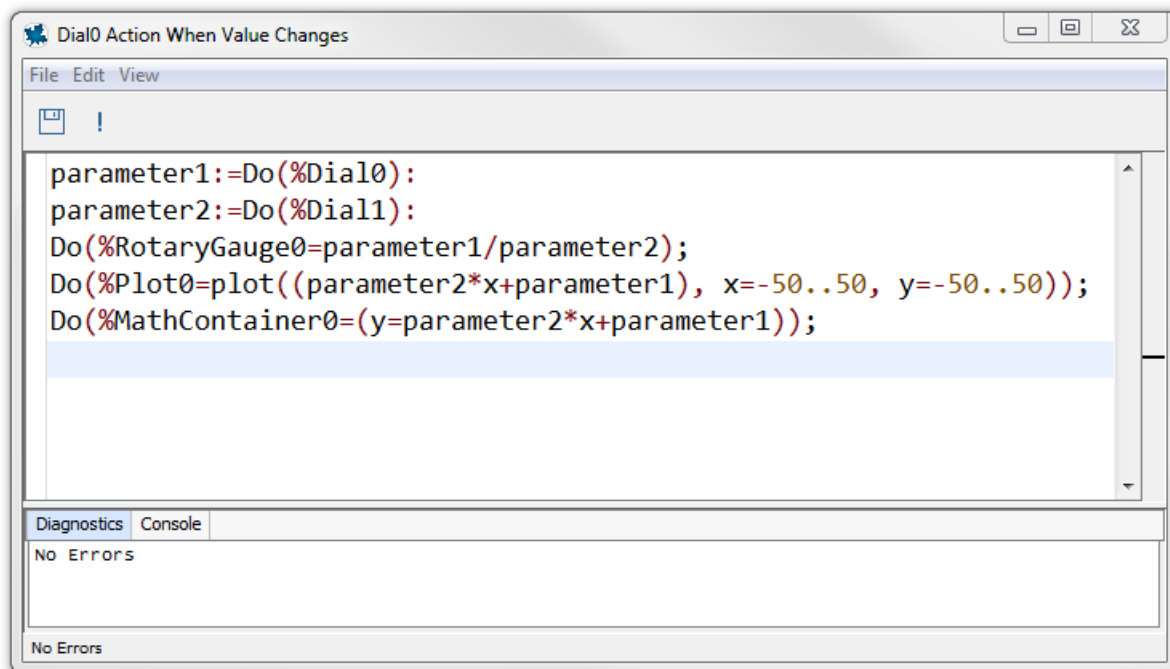 Dial0 Action When Value Changes
File Edit View
!
parameter1:=Do(%Dial0):
parameter2:=Do(%Dial1):
Do(%RotaryGauge0=parameter1/parameter2);
Do(%Plot0=plot((parameter2*x+parameter1), x=-50..50, y=-50..50));
Do(%MathContainer0=(y=parameter2*x+parameter1));
Diagnostics Console
No Errors
No Errors